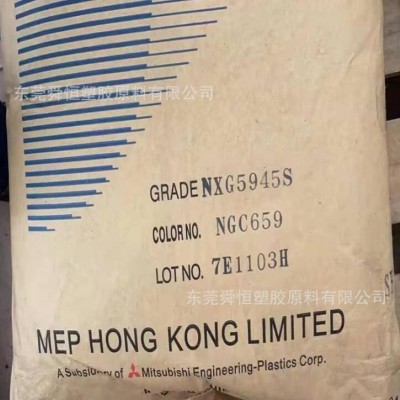 东莞舜恒塑胶原料有限公司
GRADE NXG5945S
COLOR NO. NGC659
LOT NO. 7E1103H
东莞舜恒塑胶原料有限公司
MEP HONG KONG LIMITED
A Subsidiary of Mitsubishi Engineering-Plastics Corp.